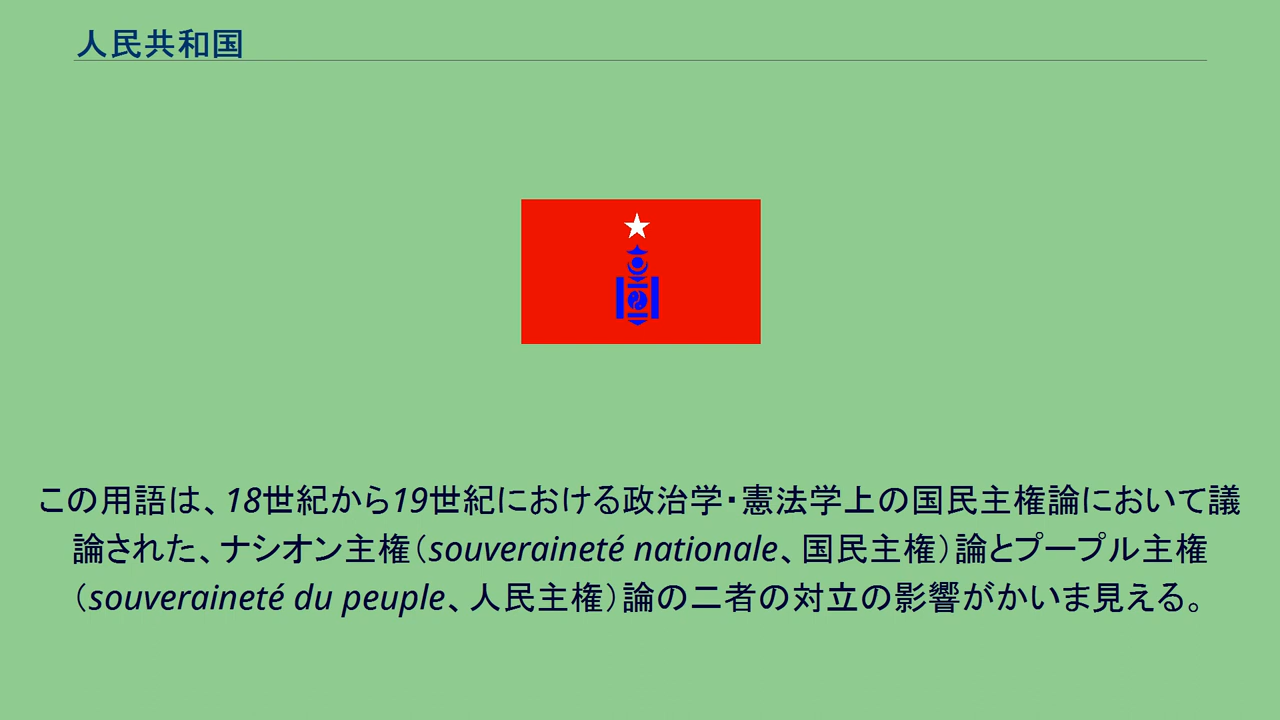 人民共和国
この用語は、18世紀から19世紀における政治学・憲法学上の国民主権論において議
論された、ナシオン主権（souveraineté nationale、国民主権）論とプープル主権
（souveraineté du peuple、人民主権）論の二者の対立の影響がかいま見える。